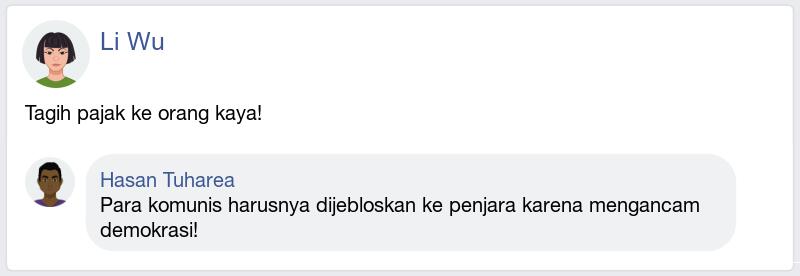 Li Wu
Tagih pajak ke orang kaya!
Hasan Tuharea
Para komunis harusnya dijebloskan ke penjara karena mengancam
demokrasi!